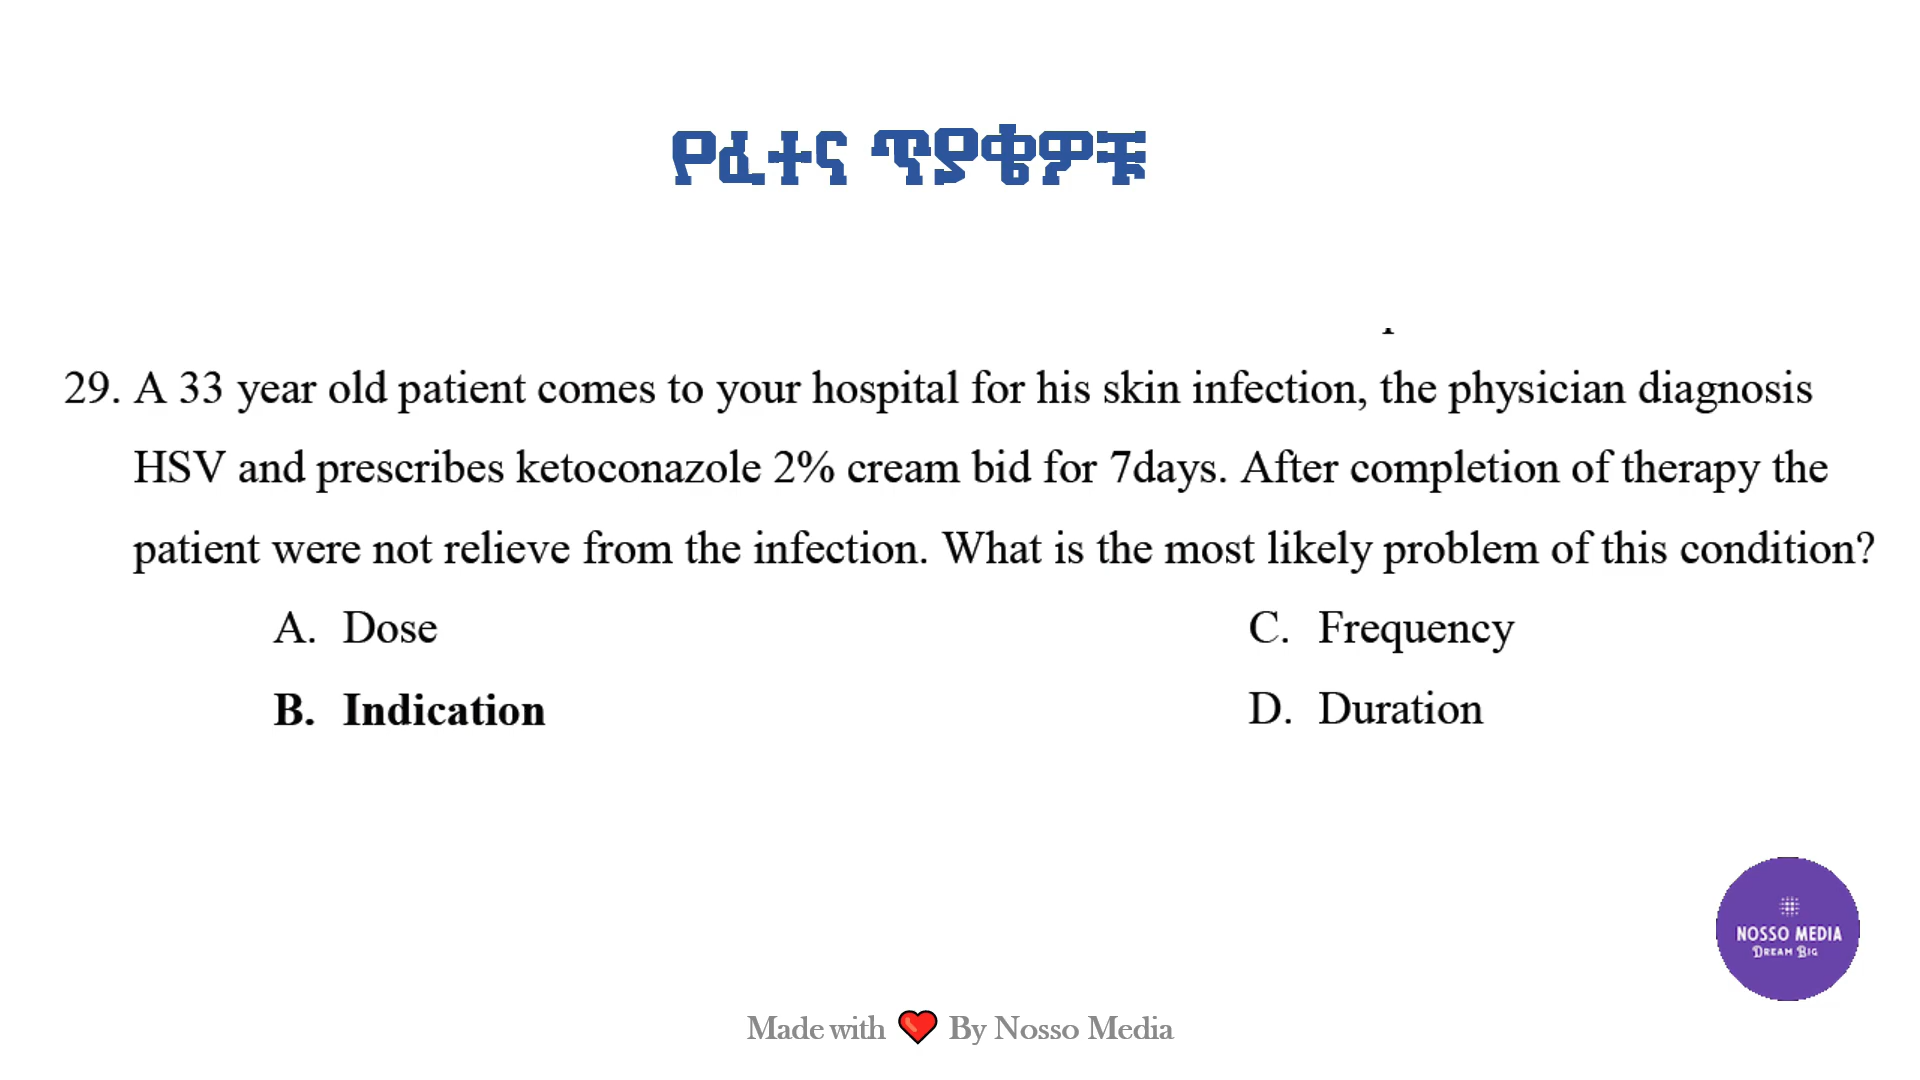 የፈተና ጥያቄዎቹ
29. A 33 year old patient comes to your hospital for his skin infection, the physician diagnosis
HSV and prescribes ketoconazole 2% cream bid for 7days. After completion of therapy the
patient were not relieve from the infection. What is the most likely problem of this condition?
A. Dose
C. Frequency
B. Indication
D. Duration
NOSSO MEDIA
DREAM BIG
Made with ❤️ By Nosso Media